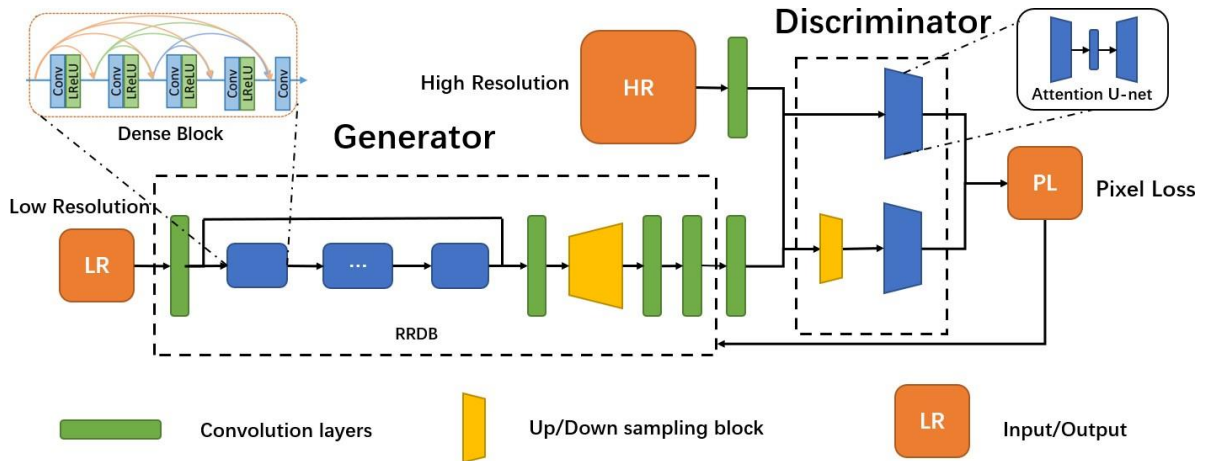 Conv
LReLU
Conv
LReLU
Conv
LReLU
Conv
LReLU
Conv
Dense Block
Generator
Discriminator
High Resolution
HR
Attention U-net
Low Resolution
LR
...
RRDB
PL
Pixel Loss
Convolution layers
Up/Down sampling block
LR
Input/Output